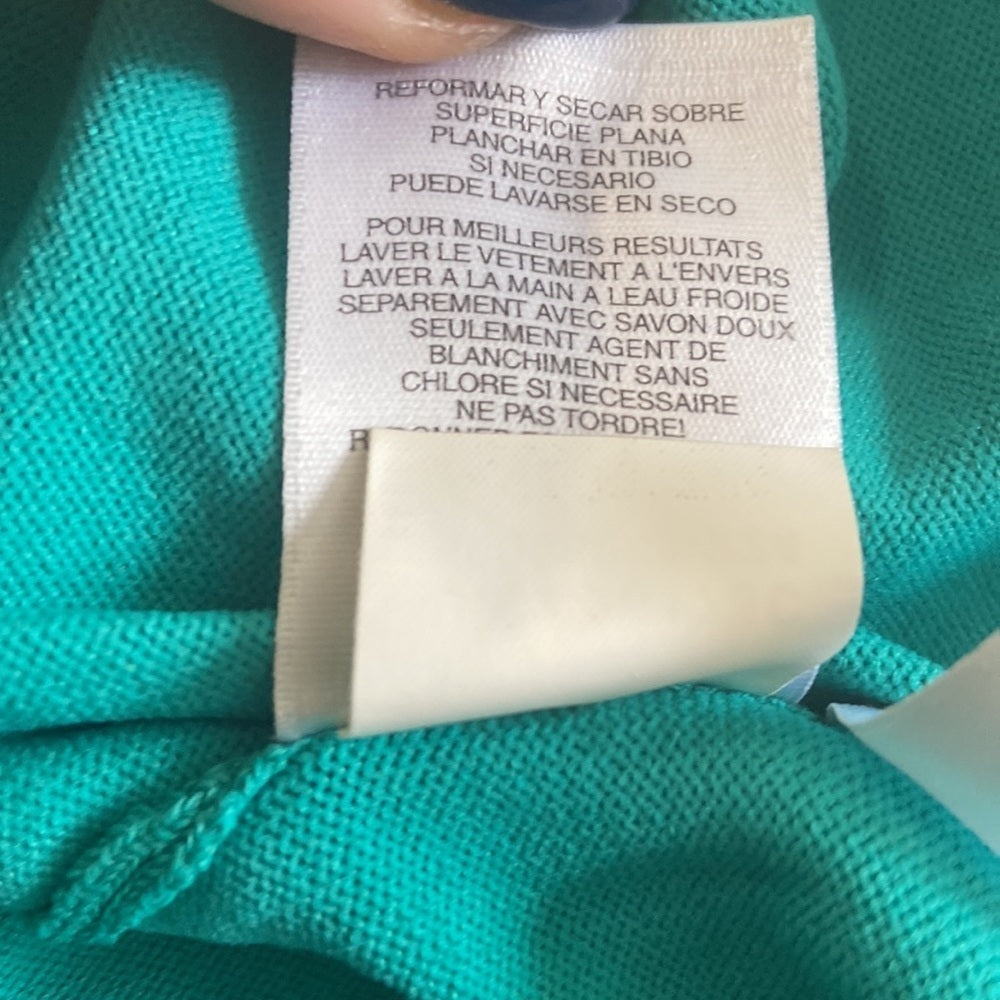 REFORMAR Y SECAR SOBRE
SUPERFICIE PLANA
PLANCHAR EN TIBIO
SI NECESARIO
PUEDE LAVARSE EN SECO
POUR MEILLEURS RESULTATS
LAVER LE VETEMENT A L'ENVERS
LAVER A LA MAIN A LEAU FROIDE
SEPAREMENT AVEC SAVON DOUX
SEULEMENT AGENT DE
BLANCHIMENT SANS
CHLORE SI NECESSAIRE
NE PAS TORDRE!